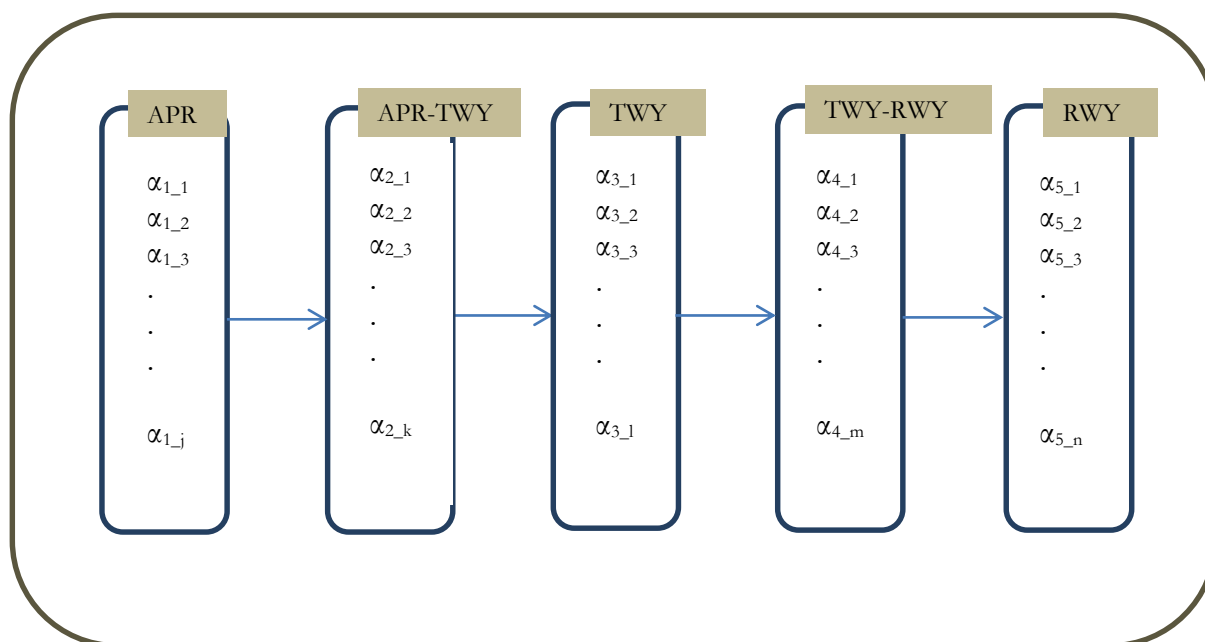 APR
α1_1
α1_2
α1_3
.
.
.
α1_j
APR-TWY
α2_1
α2_2
α2_3
.
.
.
α2_k
TWY
α3_1
α3_2
α3_3
.
.
.
α3_l
TWY-RWY
α4_1
α4_2
α4_3
.
.
.
α4_m
RWY
α5_1
α5_2
α5_3
.
.
.
α5_n